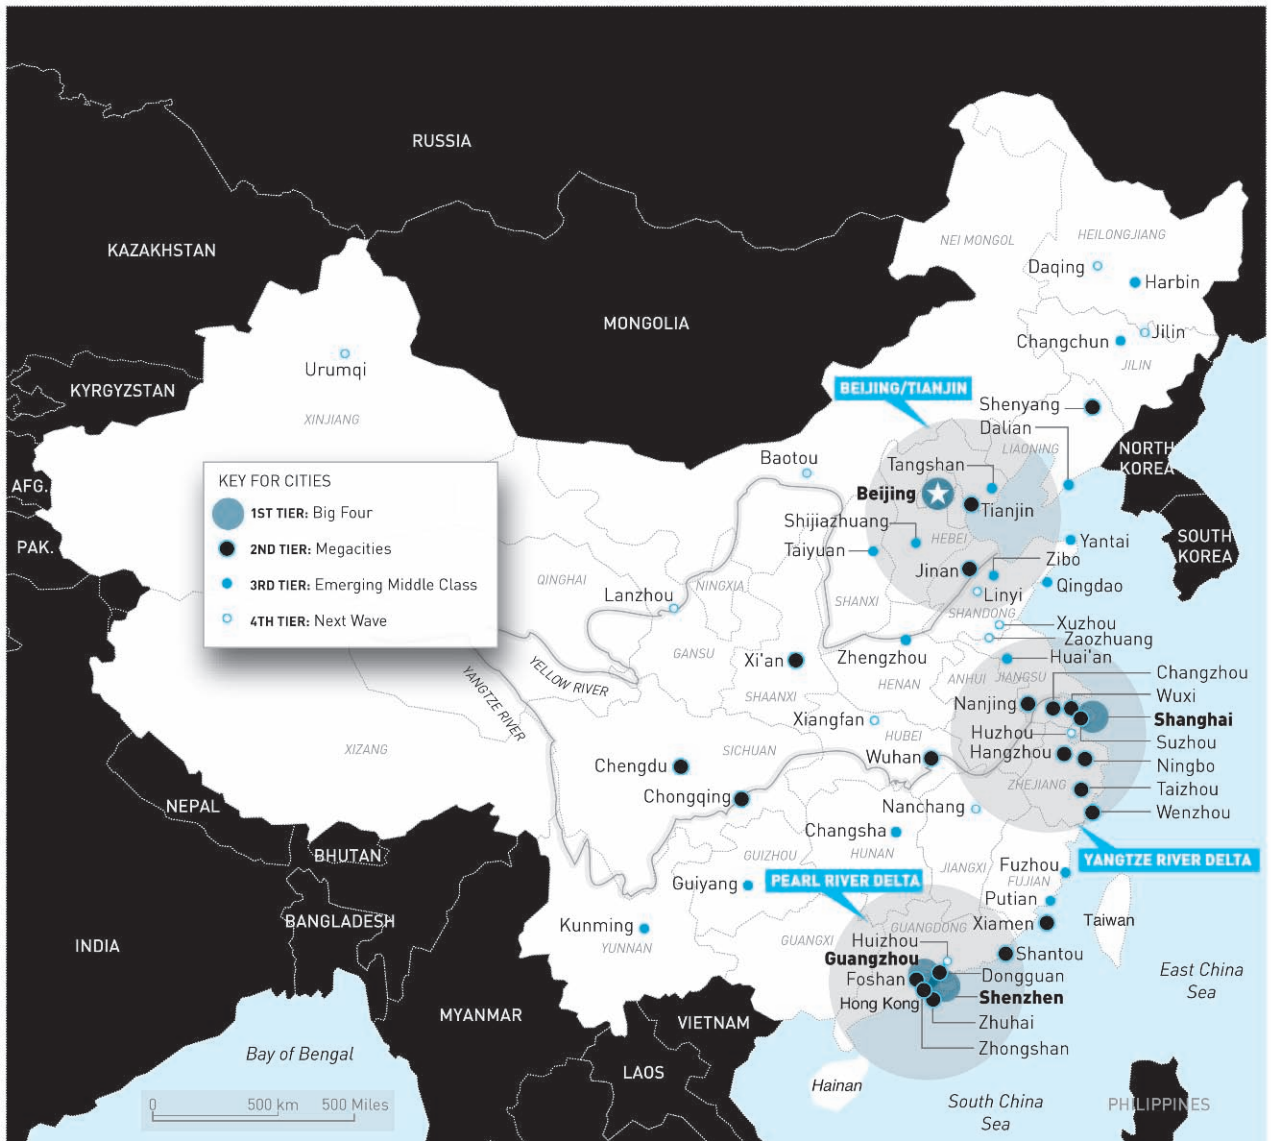 RUSSIA
KAZAKHSTAN
MONGOLIA
KYRGYZSTAN
AFG.
PAK.
NEPAL
BHUTAN
BANGLADESH
INDIA
MYANMAR
VIETNAM
LAOS
NORTH
KOREA
SOUTH
KOREA
PHILIPPINES
Taiwan
Hainan
East China
Sea
South China
Sea
Bay of Bengal
KEY FOR CITIES
1ST TIER: Big Four
2ND TIER: Megacities
3RD TIER: Emerging Middle Class
4TH TIER: Next Wave
BEIJING/TIANJIN
YANGTZE RIVER DELTA
PEARL RIVER DELTA
NEI MONGOL
HEILONGJIANG
Daqing
Harbin
Changchun
Jilin
JILIN
Shenyang
Dalian
LIAONING
Urumqi
XINJIANG
Baotou
Tangshan
Beijing
Tianjin
Shijiazhuang
HEBEI
Taiyuan
Jinan
Yantai
Zibo
Qingdao
Linyi
SHANDONG
SHANXI
QINGHAI
NINGXIA
Lanzhou
GANSU
Xuzhou
Zaozhuang
Zhengzhou
Huai'an
Xi'an
HENAN
ANHUI
JIANGSU
SHAANXI
YELLOW RIVER
YANGTZE RIVER
Changzhou
Wuxi
Nanjing
Shanghai
Xiangfan
HUBEI
Huzhou
Suzhou
Hangzhou
Ningbo
XIZANG
SICHUAN
Wuhan
Chengdu
ZHEJIANG
Taizhou
Chongqing
Nanchang
Wenzhou
Changsha
HUNAN
GUIZHOU
JIANGXI
Fuzhou
FUJIAN
Guiyang
Putian
Kunming
YUNNAN
Xiamen
GUANGXI
GUANGDONG
Huizhou
Guangzhou
Shantou
Foshan
Dongguan
Hong Kong
Shenzhen
Zhuhai
Zhongshan
0 500 km 500 Miles